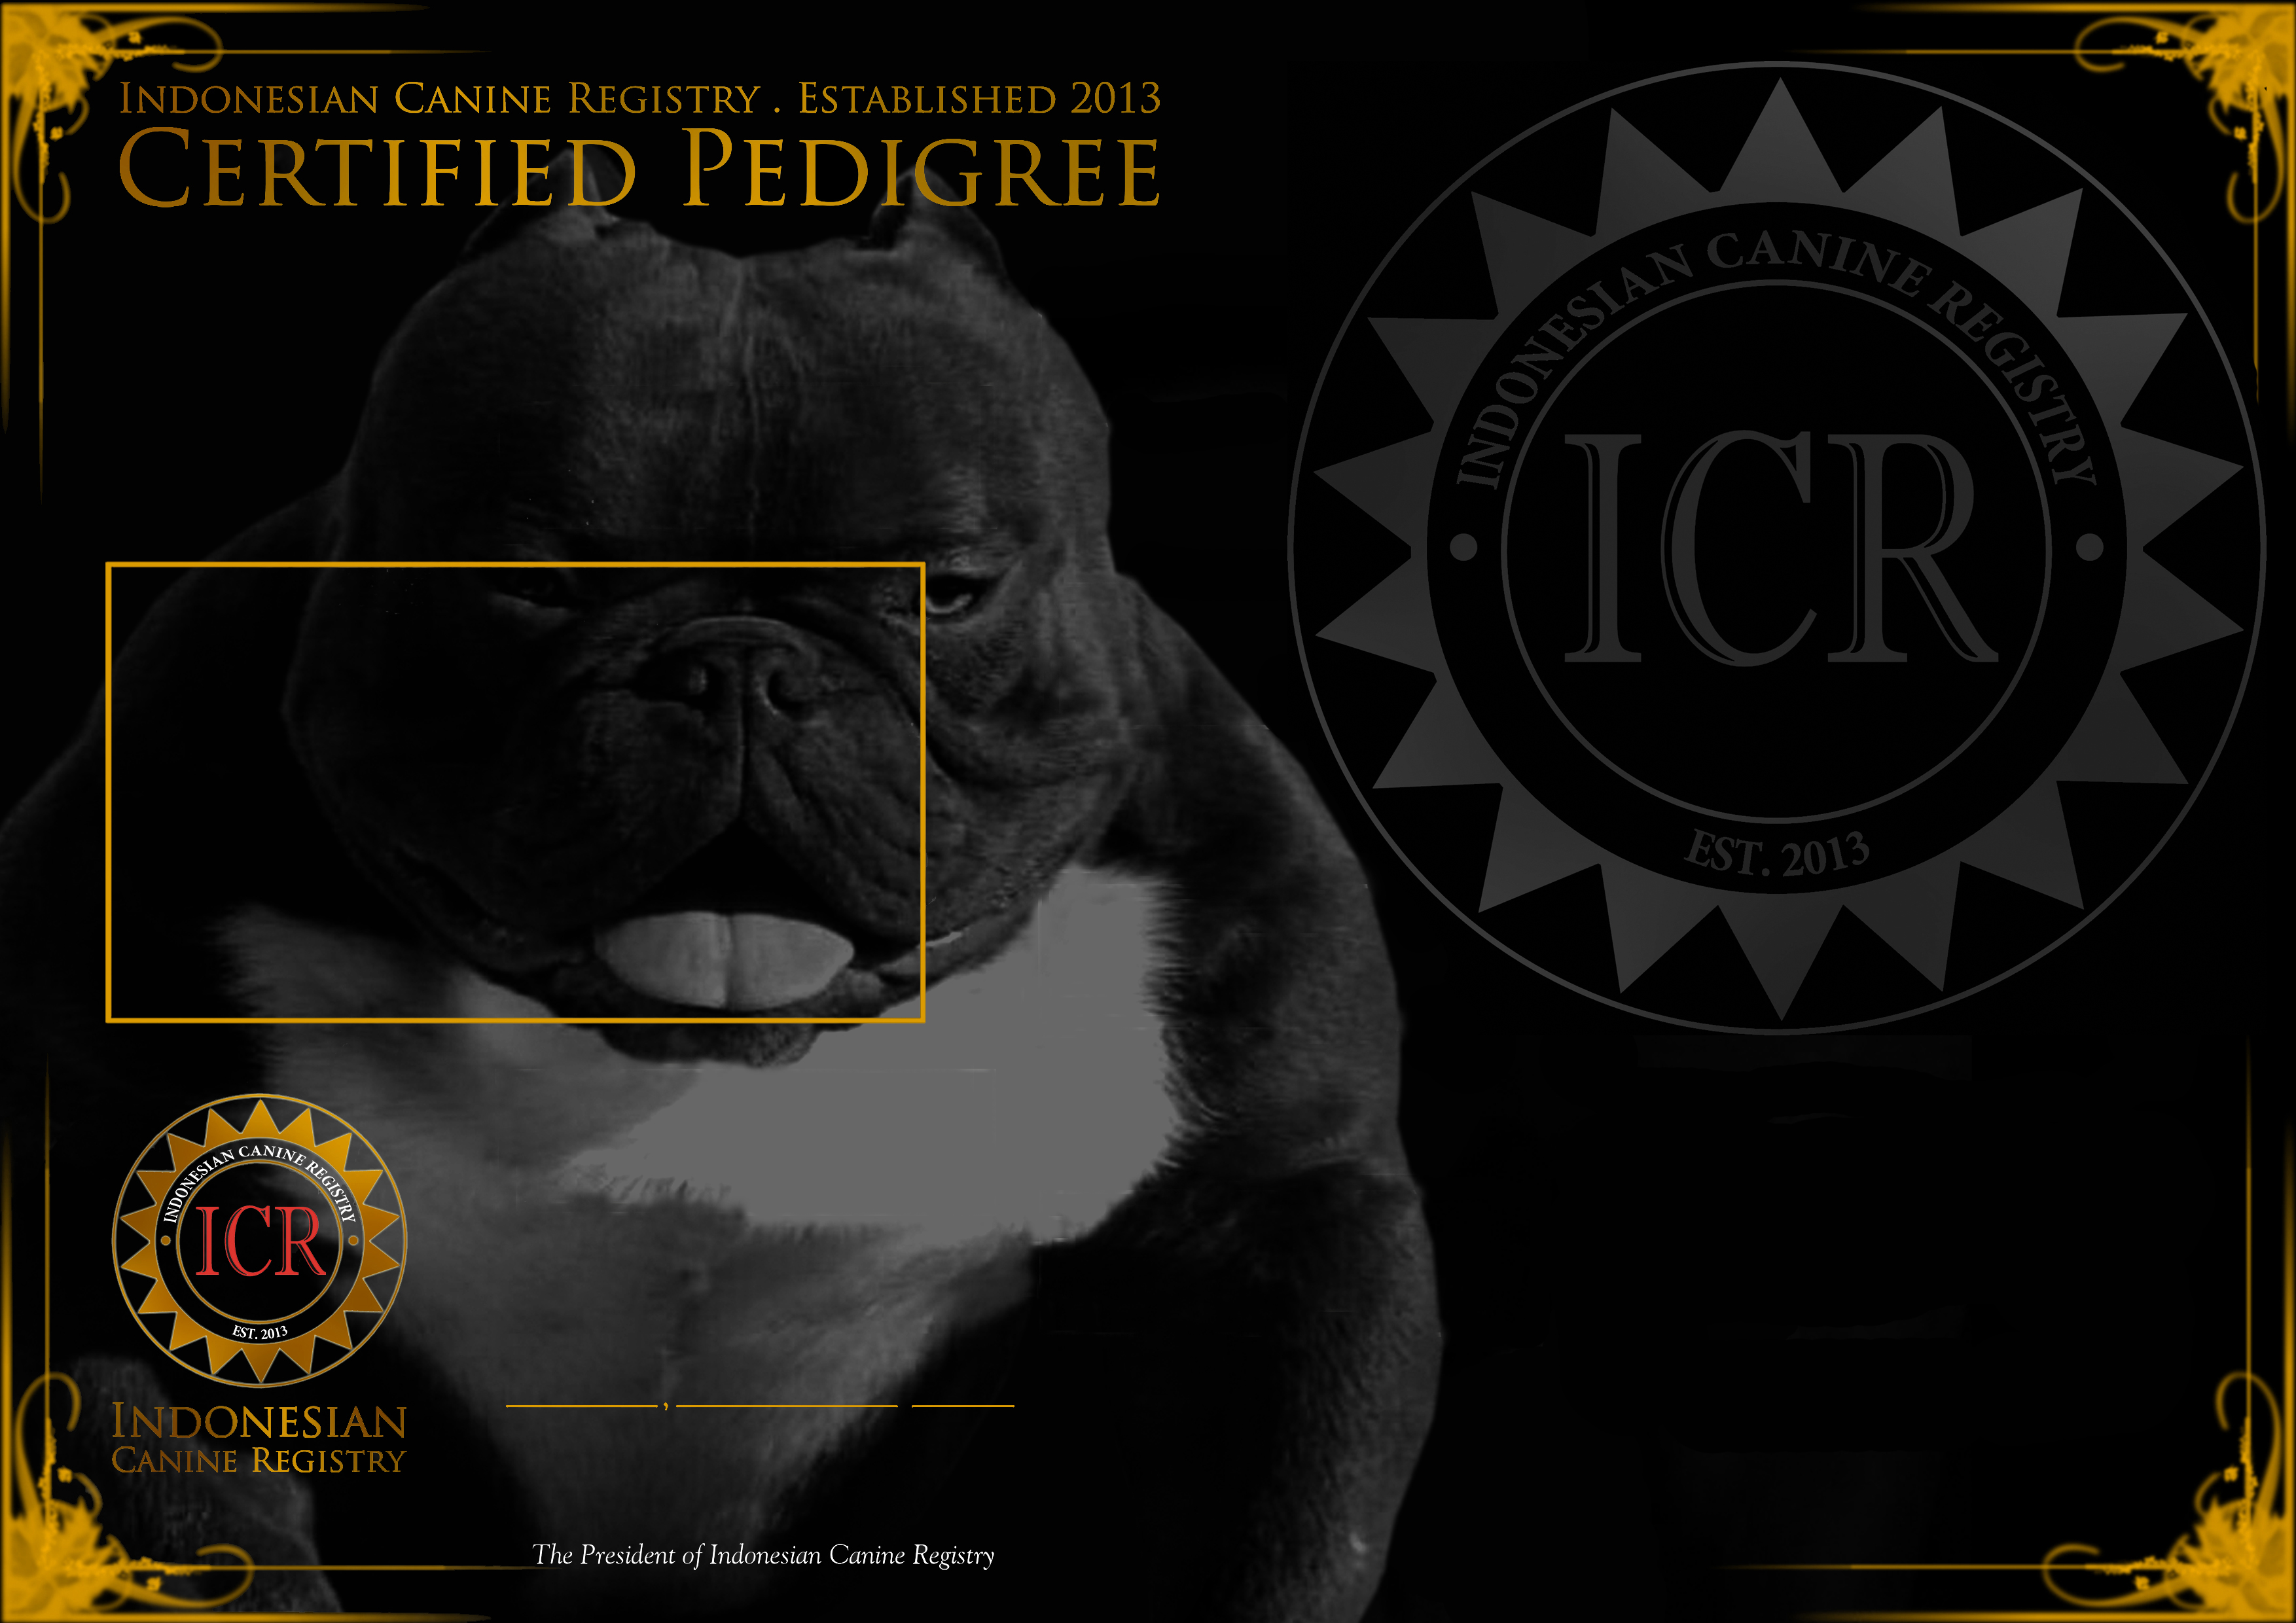 INDONESIAN CANINE REGISTRY . ESTABLISHED 2013
CERTIFIED PEDIGREE
INDONESIAN CANINE REGISTRY
ICR
EST. 2013
INDONESIAN CANINE REGISTRY
ICR
EST. 2013
INDONESIAN
CANINE REGISTRY
,
The President of Indonesian Canine Registry